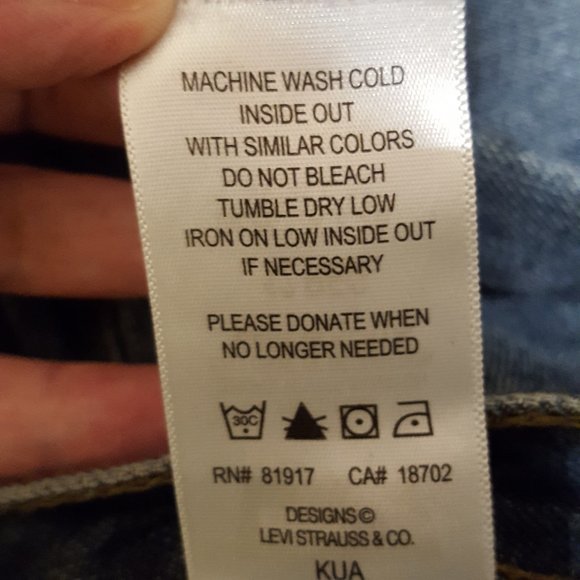 MACHINE WASH COLD
INSIDE OUT
WITH SIMILAR COLORS
DO NOT BLEACH
TUMBLE DRY LOW
IRON ON LOW INSIDE OUT
IF NECESSARY
PLEASE DONATE WHEN
NO LONGER NEEDED
30C
RN# 81917 CA# 18702
DESIGNS©
LEVI STRAUSS & CO.
KUA